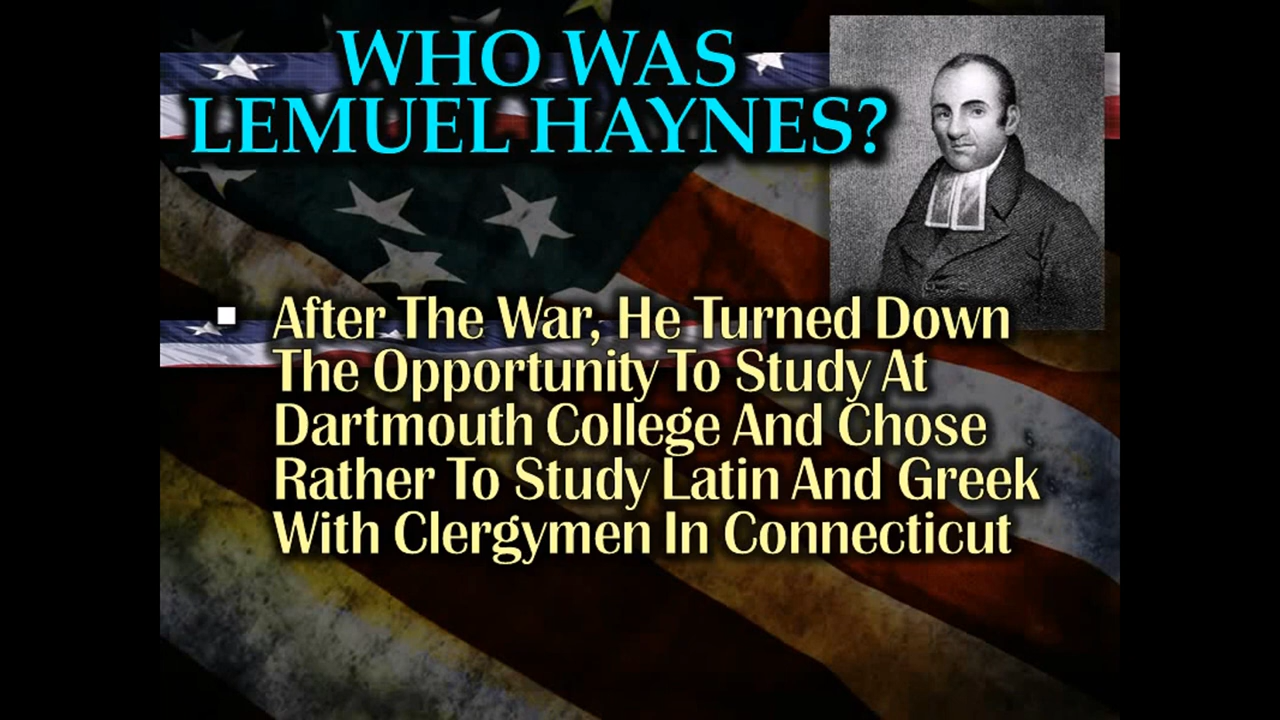 WHO WAS
LEMUEL HAYNES?
▪ After The War, He Turned Down
The Opportunity To Study At
Dartmouth College And Chose
Rather To Study Latin And Greek
With Clergymen In Connecticut